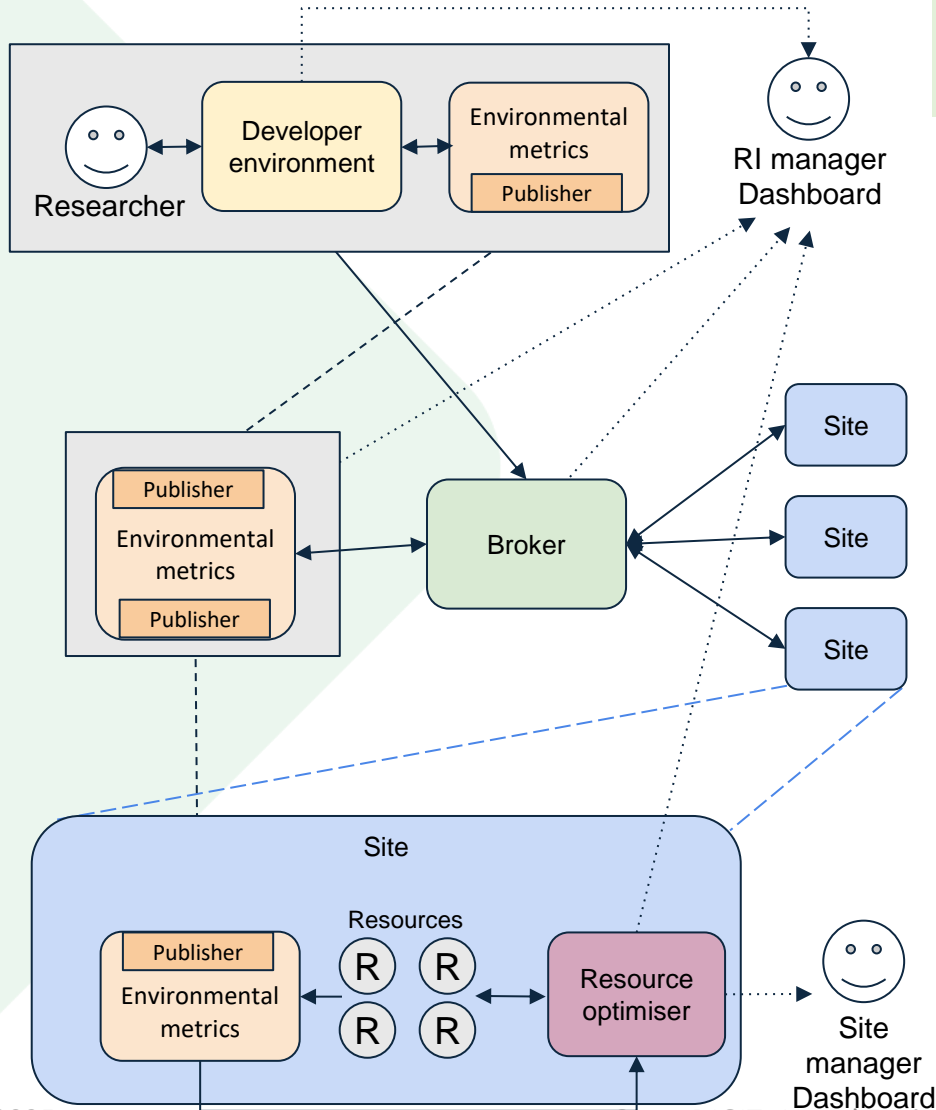 Researcher
Developer
environment
Environmental
metrics
Publisher
RI manager
Dashboard
Publisher
Environmental
metrics
Publisher
Broker
Site
Site
Site
Site
Publisher
Environmental
metrics
Resources
R
R
R
R
Resource
optimiser
Site
manager
Dashboard